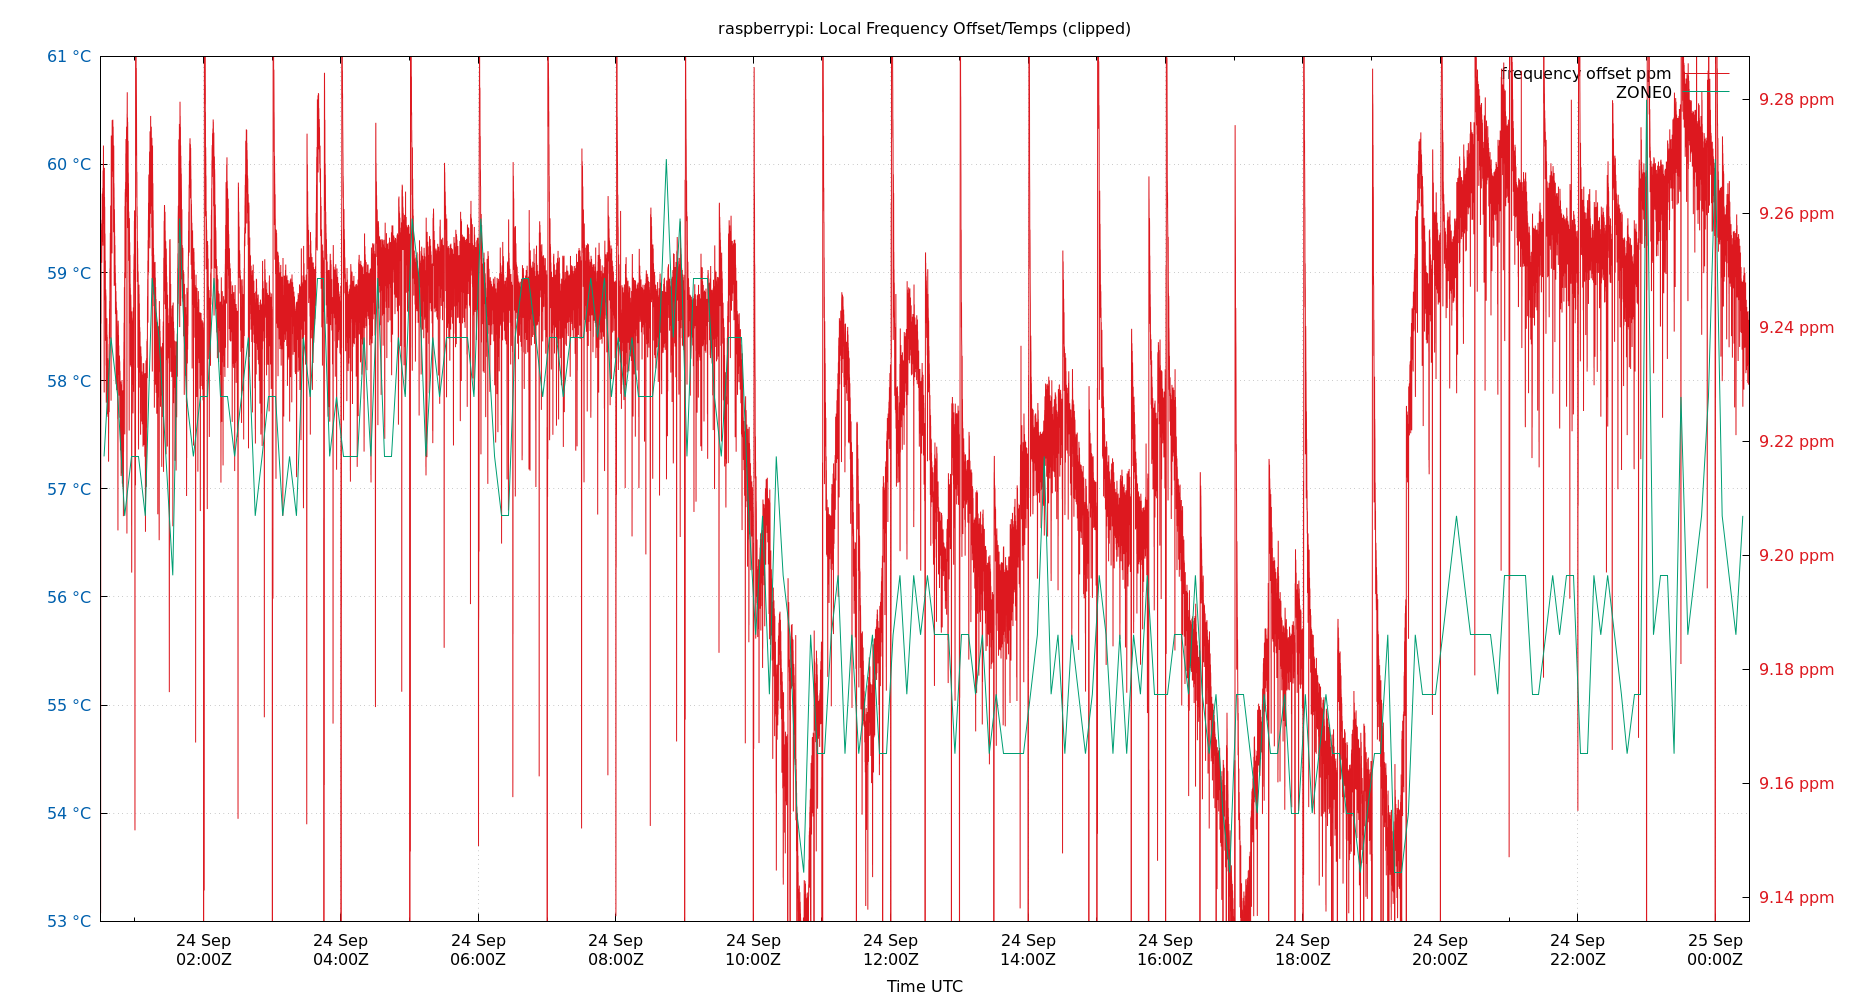 raspberrypi: Local Frequency Offset/Temps (clipped)
61 °C
60 °C
59 °C
58 °C
57 °C
56 °C
55 °C
54 °C
53 °C
frequency offset ppm
ZONE0
9.28 ppm
9.26 ppm
9.24 ppm
9.22 ppm
9.20 ppm
9.18 ppm
9.16 ppm
9.14 ppm
24 Sep 24 Sep 24 Sep 24 Sep 24 Sep 24 Sep 24 Sep 24 Sep 24 Sep 24 Sep 24 Sep 25 Sep
02:00Z 04:00Z 06:00Z 08:00Z 10:00Z 12:00Z 14:00Z 16:00Z 18:00Z 20:00Z 22:00Z 00:00Z
Time UTC